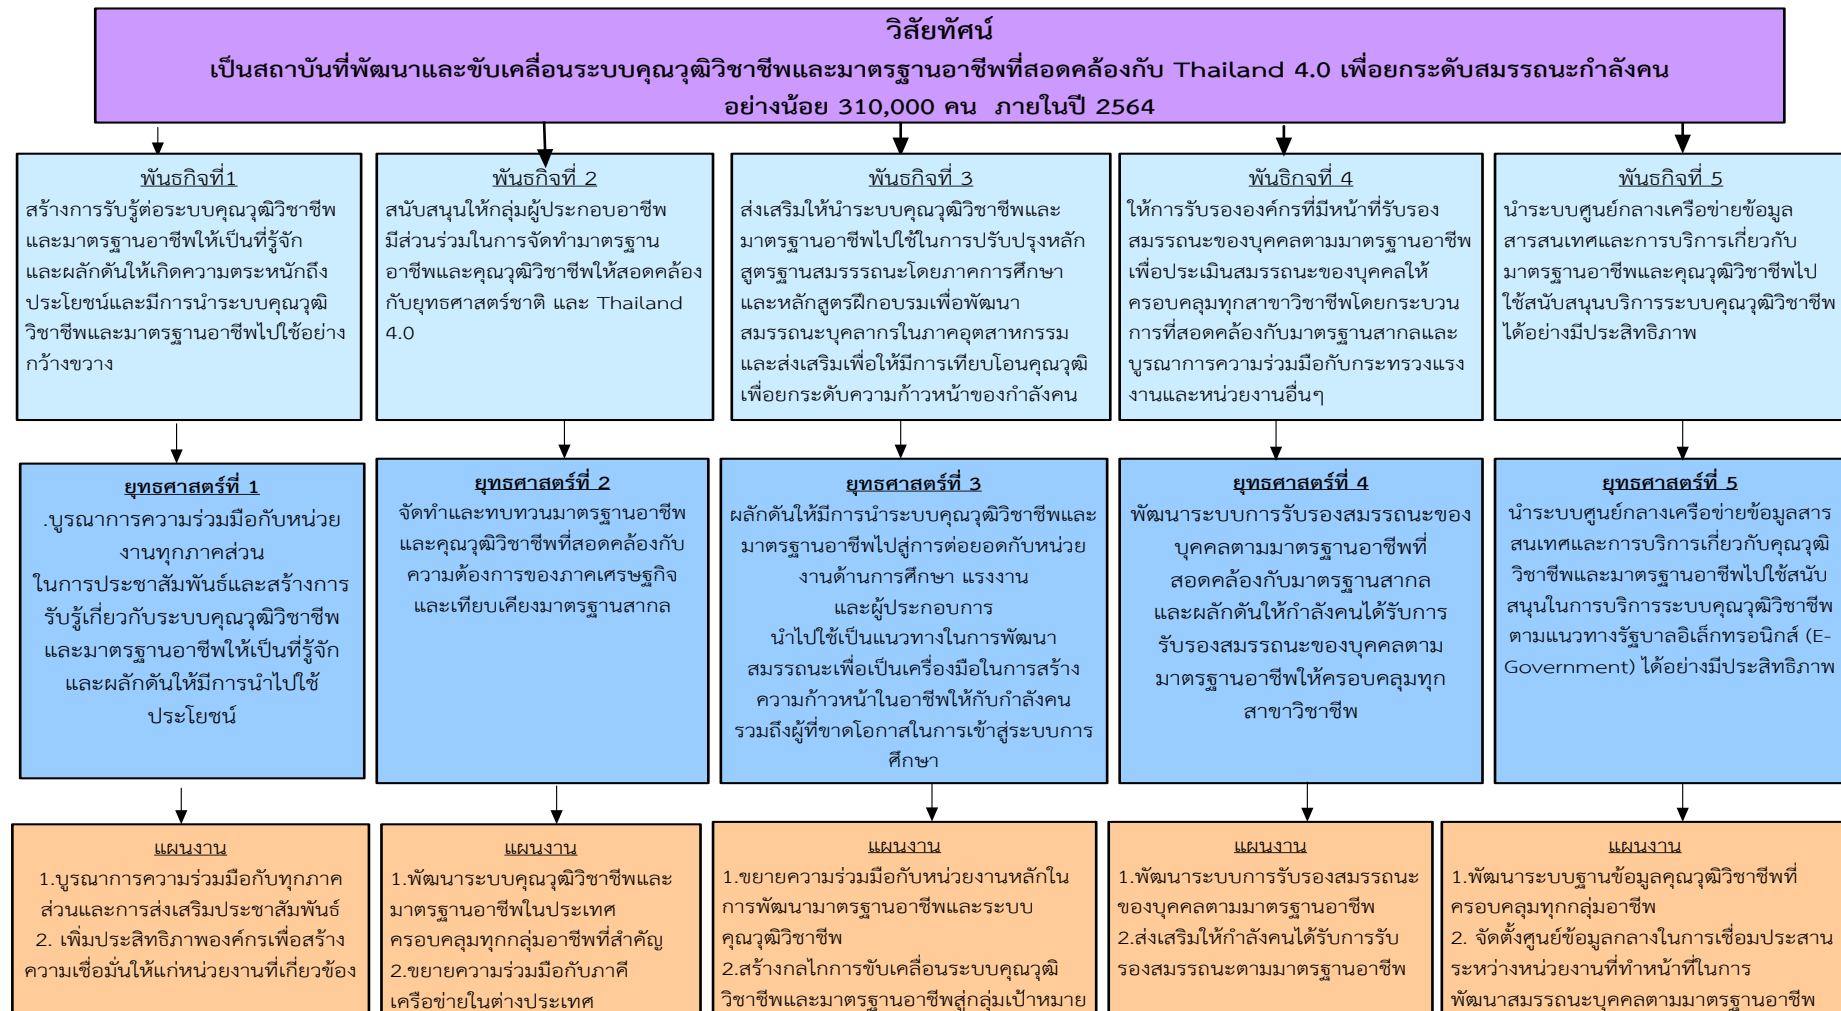 วิสัยทัศน์
เป็นสถาบันที่พัฒนาและขับเคลื่อนระบบคุณวุฒิวิชาชีพและมาตรฐานอาชีพที่สอดคล้องกับ Thailand 4.0 เพื่อยกระดับสมรรถนะกำลังคน
อย่างน้อย 310,000 คน ภายในปี 2564
พันธกิจที่1
สร้างการรับรู้ต่อระบบคุณวุฒิวิชาชีพ
และมาตรฐานอาชีพให้เป็นที่รู้จัก
และผลักดันให้เกิดความตระหนักถึง
ประโยชน์และมีการนำระบบคุณวุฒิ
วิชาชีพและมาตรฐานอาชีพไปใช้อย่าง
กว้างขวาง
พันธกิจที่ 2
สนับสนุนให้กลุ่มผู้ประกอบอาชีพ
มีส่วนร่วมในการจัดทำมาตรฐาน
อาชีพและคุณวุฒิวิชาชีพให้สอดคล้อง
กับยุทธศาสตร์ชาติ และ Thailand
4.0
พันธกิจที่ 3
ส่งเสริมให้นำระบบคุณวุฒิวิชาชีพและ
มาตรฐานอาชีพไปใช้ในการปรับปรุงหลัก
สูตรฐานสมรรรถนะโดยภาคการศึกษา
และหลักสูตรฝึกอบรมเพื่อพัฒนา
สมรรถนะบุคลากรในภาคอุตสาหกรรม
และส่งเสริมเพื่อให้มีการเทียบโอนคุณวุฒิ
เพื่อยกระดับความก้าวหน้าของกำลังคน
พันธิกจที่ 4
ให้การรับรององค์กรที่มีหน้าที่รับรอง
สมรรถนะของบุคคลตามมาตรฐานอาชีพ
เพื่อประเมินสมรรถนะของบุคคลให้
ครอบคลุมทุกสาขาวิชาชีพโดยกระบวน
การที่สอดคล้องกับมาตรฐานสากลและ
บูรณาการความร่วมมือกับกระทรวงแรง
งานและหน่วยงานอื่นๆ
พันธกิจที่ 5
นำระบบศูนย์กลางเครือข่ายข้อมูล
สารสนเทศและการบริการเกี่ยวกับ
มาตรฐานอาชีพและคุณวุฒิวิชาชีพไป
ใช้สนับสนุนบริการระบบคุณวุฒิวิชาชีพ
ได้อย่างมีประสิทธิภาพ
ยุทธศาสตร์ที่ 1
.บูรณาการความร่วมมือกับหน่วย
งานทุกภาคส่วน
ในการประชาสัมพันธ์และสร้างการ
รับรู้เกี่ยวกับระบบคุณวุฒิวิชาชีพ
และมาตรฐานอาชีพให้เป็นที่รู้จัก
และผลักดันให้มีการนำไปใช้
ประโยชน์
ยุทธศาสตร์ที่ 2
จัดทำและทบทวนมาตรฐานอาชีพ
และคุณวุฒิวิชาชีพที่สอดคล้องกับ
ความต้องการของภาคเศรษฐกิจ
และเทียบเคียงมาตรฐานสากล
ยุทธศาสตร์ที่ 3
ผลักดันให้มีการนำระบบคุณวุฒิวิชาชีพและ
มาตรฐานอาชีพไปสู่การต่อยอดกับหน่วย
งานด้านการศึกษา แรงงาน
และผู้ประกอบการ
นำไปใช้เป็นแนวทางในการพัฒนา
สมรรถนะเพื่อเป็นเครื่องมือในการสร้าง
ความก้าวหน้าในอาชีพให้กับกำลังคน
รวมถึงผู้ที่ขาดโอกาสในการเข้าสู่ระบบการ
ศึกษา
ยุทธศาสตร์ที่ 4
พัฒนาระบบการรับรองสมรรถนะของ
บุคคลตามมาตรฐานอาชีพที่
สอดคล้องกับมาตรฐานสากล
และผลักดันให้กำลังคนได้รับการ
รับรองสมรรถนะของบุคคลตาม
มาตรฐานอาชีพให้ครอบคลุมทุก
สาขาวิชาชีพ
ยุทธศาสตร์ที่ 5
นำระบบศูนย์กลางเครือข่ายข้อมูลสาร
สนเทศและการบริการเกี่ยวกับคุณวุฒิ
วิชาชีพและมาตรฐานอาชีพไปใช้สนับ
สนุนในการบริการระบบคุณวุฒิวิชาชีพ
ตามแนวทางรัฐบาลอิเล็กทรอนิกส์ (E-
Government) ได้อย่างมีประสิทธิภาพ
แผนงาน
1.บูรณาการความร่วมมือกับทุกภาค
ส่วนและการส่งเสริมประชาสัมพันธ์
2. เพิ่มประสิทธิภาพองค์กรเพื่อสร้าง
ความเชื่อมั่นให้แก่หน่วยงานที่เกี่ยวข้อง
แผนงาน
1.พัฒนาระบบคุณวุฒิวิชาชีพและ
มาตรฐานอาชีพในประเทศ
ครอบคลุมทุกกลุ่มอาชีพที่สำคัญ
2.ขยายความร่วมมือกับภาคี
เครือข่ายในต่างประเทศ
แผนงาน
1.ขยายความร่วมมือกับหน่วยงานหลักใน
การพัฒนามาตรฐานอาชีพและระบบ
คุณวุฒิวิชาชีพ
2.สร้างกลไกการขับเคลื่อนระบบคุณวุฒิ
วิชาชีพและมาตรฐานอาชีพสู่กลุ่มเป้าหมาย
แผนงาน
1.พัฒนาระบบการรับรองสมรรถนะ
ของบุคคลตามมาตรฐานอาชีพ
2.ส่งเสริมให้กำลังคนได้รับการรับ
รองสมรรถนะตามมาตรฐานอาชีพ
แผนงาน
1.พัฒนาระบบฐานข้อมูลคุณวุฒิวิชาชีพที่
ครอบคลุมทุกกลุ่มอาชีพ
2. จัดตั้งศูนย์ข้อมูลกลางในการเชื่อมประสาน
ระหว่างหน่วยงานที่ทำหน้าที่ในการ
พัฒนาสมรรถนะบุคคลตามมาตรฐานอาชีพ